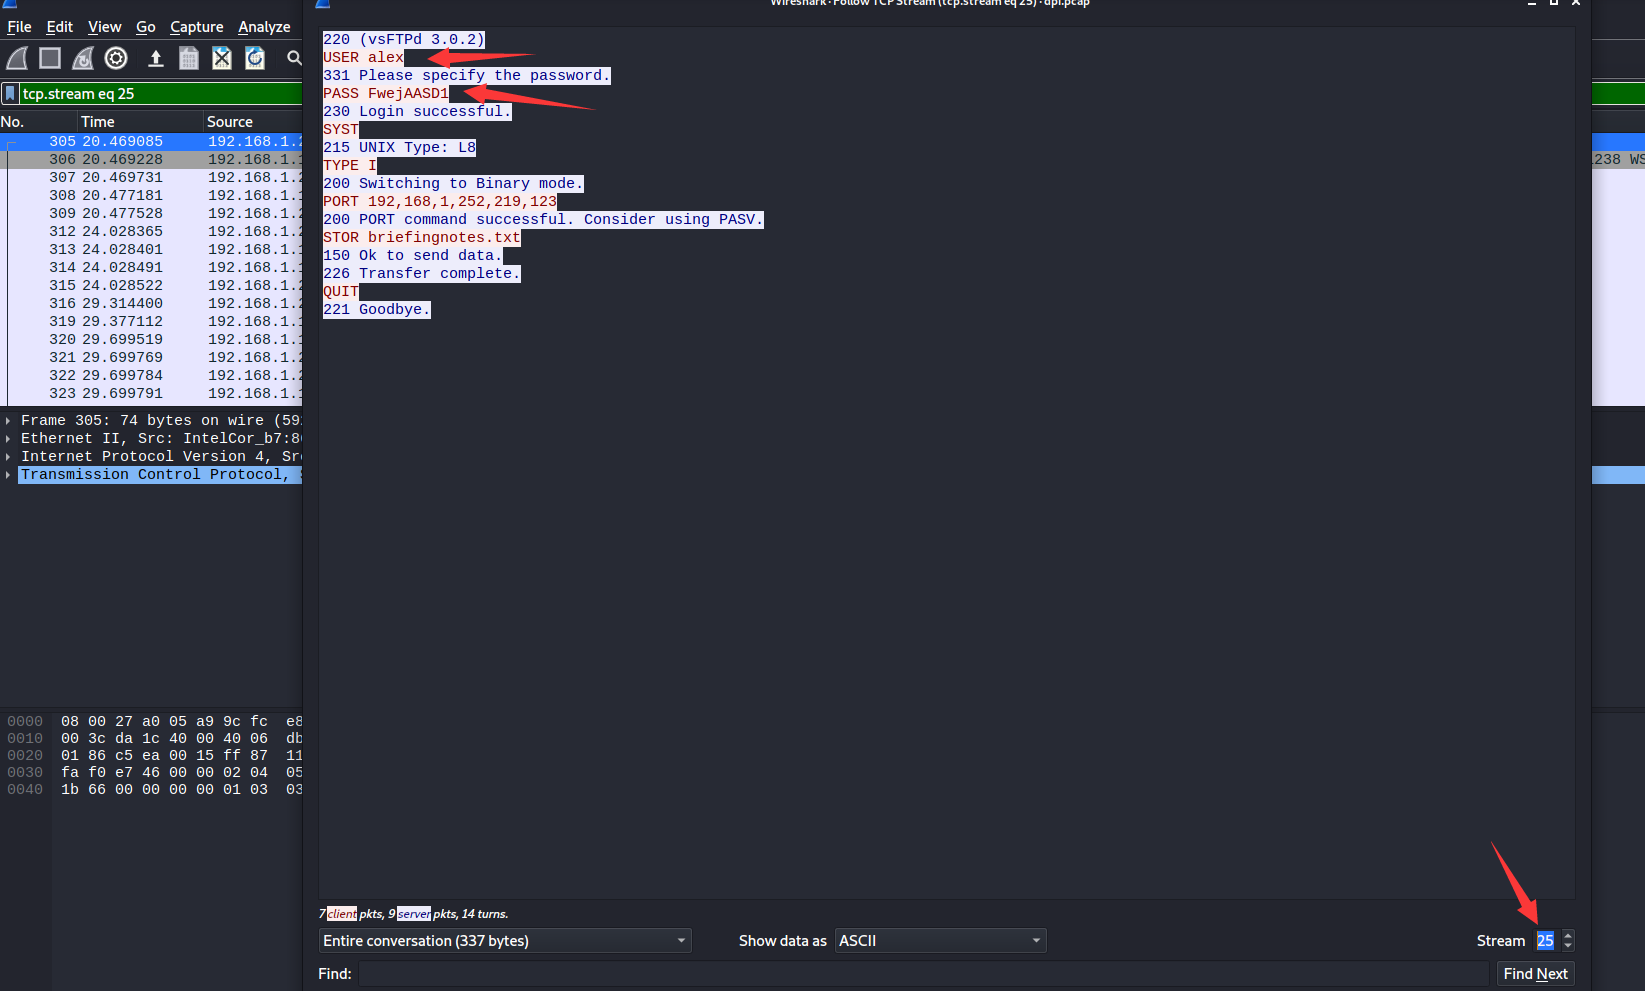 Wireshark · Follow TCP Stream (tcp.stream eq 25) · dpi.pcap
File Edit View Go Capture Analyze
tcp.stream eq 25
No. Time Source
305 20.469085 192.168.1.2
306 20.469228 192.168.1.1
307 20.469731 192.168.1.2
308 20.477181 192.168.1.1
309 20.477528 192.168.1.2
312 24.028365 192.168.1.2
313 24.028401 192.168.1.1
314 24.028491 192.168.1.1
315 24.028522 192.168.1.2
316 29.314400 192.168.1.2
319 29.377112 192.168.1.1
320 29.699519 192.168.1.1
321 29.699769 192.168.1.2
322 29.699784 192.168.1.2
323 29.699791 192.168.1.1
238 WS
Frame 305: 74 bytes on wire (59
Ethernet II, Src: IntelCor_b7:8
Internet Protocol Version 4, Src
Transmission Control Protocol,
0000 08 00 27 a0 05 a9 9c fc e8
0010 00 3c da 1c 40 00 40 06 db
0020 01 86 c5 ea 00 15 ff 87 11
0030 fa f0 e7 46 00 00 02 04 05
0040 1b 66 00 00 00 00 01 03 03
220 (vsFTPd 3.0.2)
USER alex
331 Please specify the password.
PASS FwejAASD1
230 Login successful.
SYST
215 UNIX Type: L8
TYPE I
200 Switching to Binary mode.
PORT 192,168,1,252,219,123
200 PORT command successful. Consider using PASV.
STOR briefingnotes.txt
150 Ok to send data.
226 Transfer complete.
QUIT
221 Goodbye.
7 client pkts, 9 server pkts, 14 turns.
Entire conversation (337 bytes) Show data as ASCII Stream 25
Find: Find Next